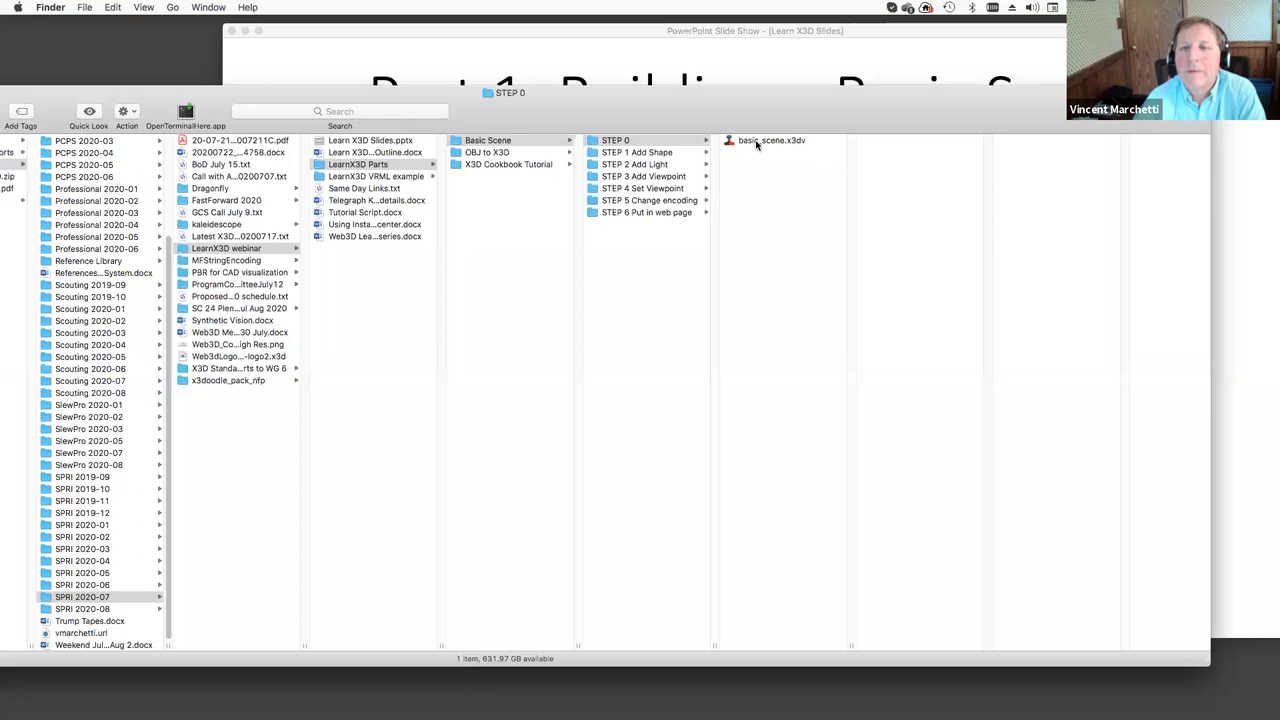 Finder File Edit View Go Window Help
PowerPoint Slide Show - [Learn X3D Slides]
STEP 0
Search
Add Tags Quick Look Action OpenTerminalHere.app Search
Vincent Marchetti
orts
.zip
.pdf
PCPS 2020-03
PCPS 2020-04
PCPS 2020-05
PCPS 2020-06
Professional 2020-01
Professional 2020-02
Professional 2020-03
Professional 2020-04
Professional 2020-05
Professional 2020-06
Reference Library
References...System.docx
Scouting 2019-09
Scouting 2019-10
Scouting 2020-01
Scouting 2020-02
Scouting 2020-03
Scouting 2020-04
Scouting 2020-05
Scouting 2020-06
Scouting 2020-07
Scouting 2020-08
SlewPro 2020-01
SlewPro 2020-02
SlewPro 2020-03
SlewPro 2020-05
SlewPro 2020-07
SlewPro 2020-08
SPRI 2019-09
SPRI 2019-10
SPRI 2019-11
SPRI 2019-12
SPRI 2020-01
SPRI 2020-02
SPRI 2020-03
SPRI 2020-04
SPRI 2020-05
SPRI 2020-06
SPRI 2020-07
SPRI 2020-08
Trump Tapes.docx
vmarchetti.url
Weekend Jul...Aug 2.docx
20-07-21...007211C.pdf
20200722_...4758.docx
BoD July 15.txt
Call with A...0200707.txt
Dragonfly
FastForward 2020
GCS Call July 9.txt
kaleidescope
Latest X3D...0200717.txt
LearnX3D webinar
MFStringEncoding
PBR for CAD visualization
ProgramCo...itteeJuly12
Proposed...0 schedule.txt
SC 24 Plen...ul Aug 2020
Synthetic Vision.docx
Web3D Me...30 July.docx
Web3D_Co...igh Res.png
Web3dLogo...-logo2.x3d
X3D Standa...rts to WG 6
x3doodle_pack_nfp
Learn X3D Slides.pptx
Learn X3D...Outline.docx
LearnX3D Parts
LearnX3D VRML example
Same Day Links.txt
Telegraph K...details.docx
Tutorial Script.docx
Using Insta...center.docx
Web3D Lea...series.docx
Basic Scene
OBJ to X3D
X3D Cookbook Tutorial
STEP 0
STEP 1 Add Shape
STEP 2 Add Light
STEP 3 Add Viewpoint
STEP 4 Set Viewpoint
STEP 5 Change encoding
STEP 6 Put in web page
basic_scene.x3dv
1 item, 631.97 GB available